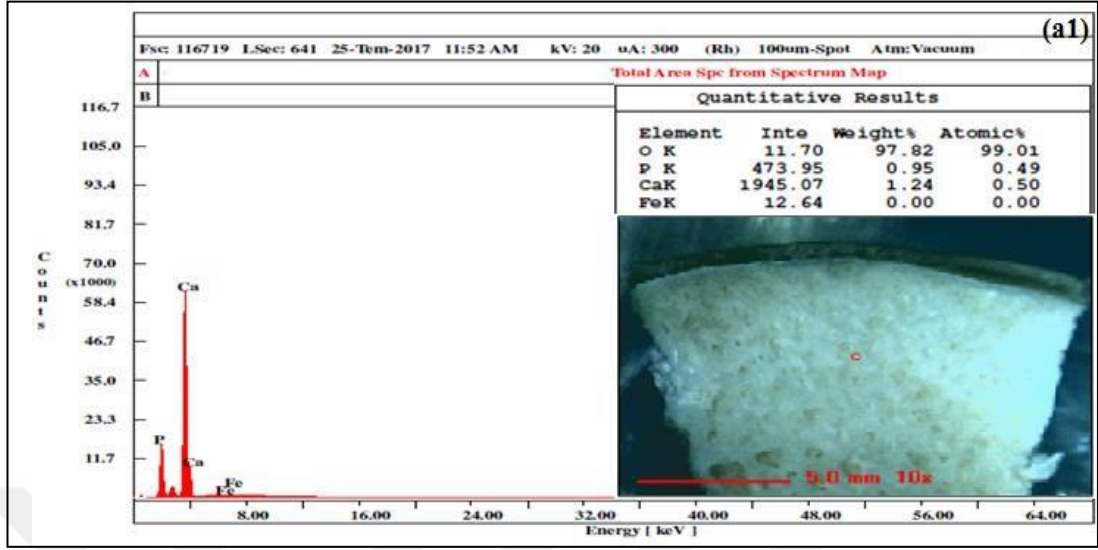 (a1)
Fsc: 116719 LSec: 641 25-Tem-2017 11:52 AM kV: 20 uA: 300 (Rh) 100um-Spot Atm:Vacuum
A Total Area Spc from Spectrum Map
B
Quantitative Results
Element Inte Weight% Atomic%
O K 11.70 97.82 99.01
P K 473.95 0.95 0.49
CaK 1945.07 1.24 0.50
FeK 12.64 0.00 0.00
116.7
105.0
93.4
81.7
70.0
(x1000)
58.4
46.7
35.0
23.3
11.7
Counts
Ca
P
Ca
Fe
Fe
5.0 mm 10x
8.00 16.00 24.00 32.00 40.00 48.00 56.00 64.00
Energy [ keV ]